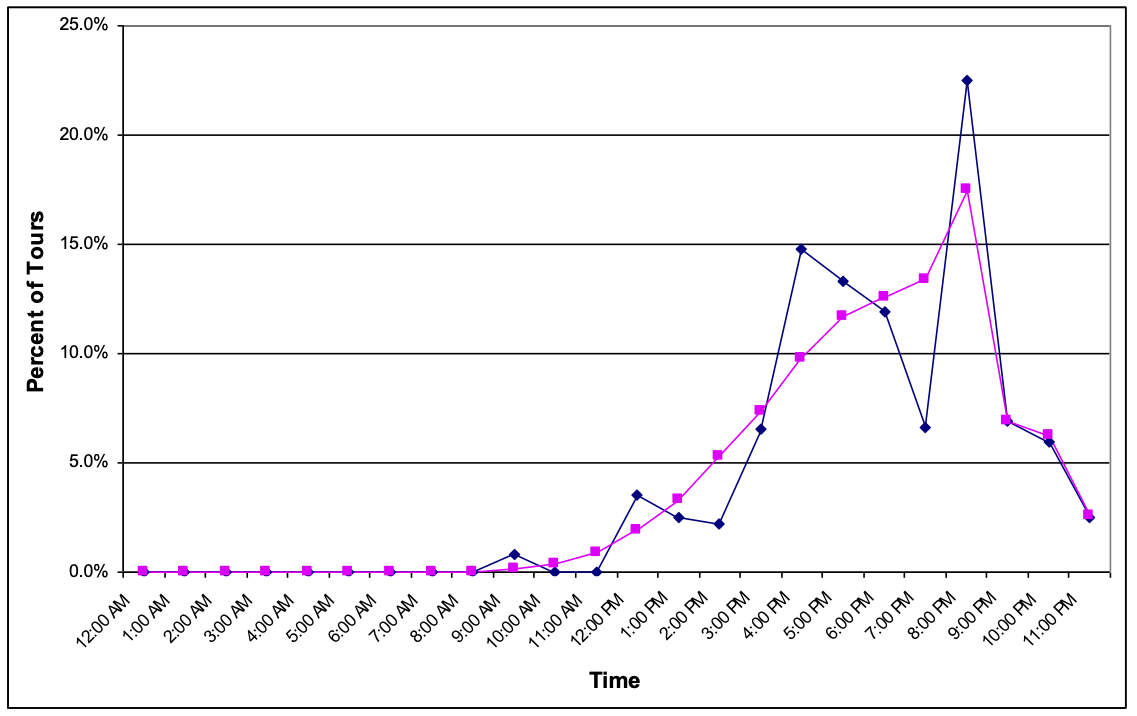 25.0%
20.0%
15.0%
10.0%
5.0%
0.0%
Percent of Tours
12:00 AM
1:00 AM
2:00 AM
3:00 AM
4:00 AM
5:00 AM
6:00 AM
7:00 AM
8:00 AM
9:00 AM
10:00 AM
11:00 AM
12:00 PM
1:00 PM
2:00 PM
3:00 PM
4:00 PM
5:00 PM
6:00 PM
7:00 PM
8:00 PM
9:00 PM
10:00 PM
11:00 PM
Time